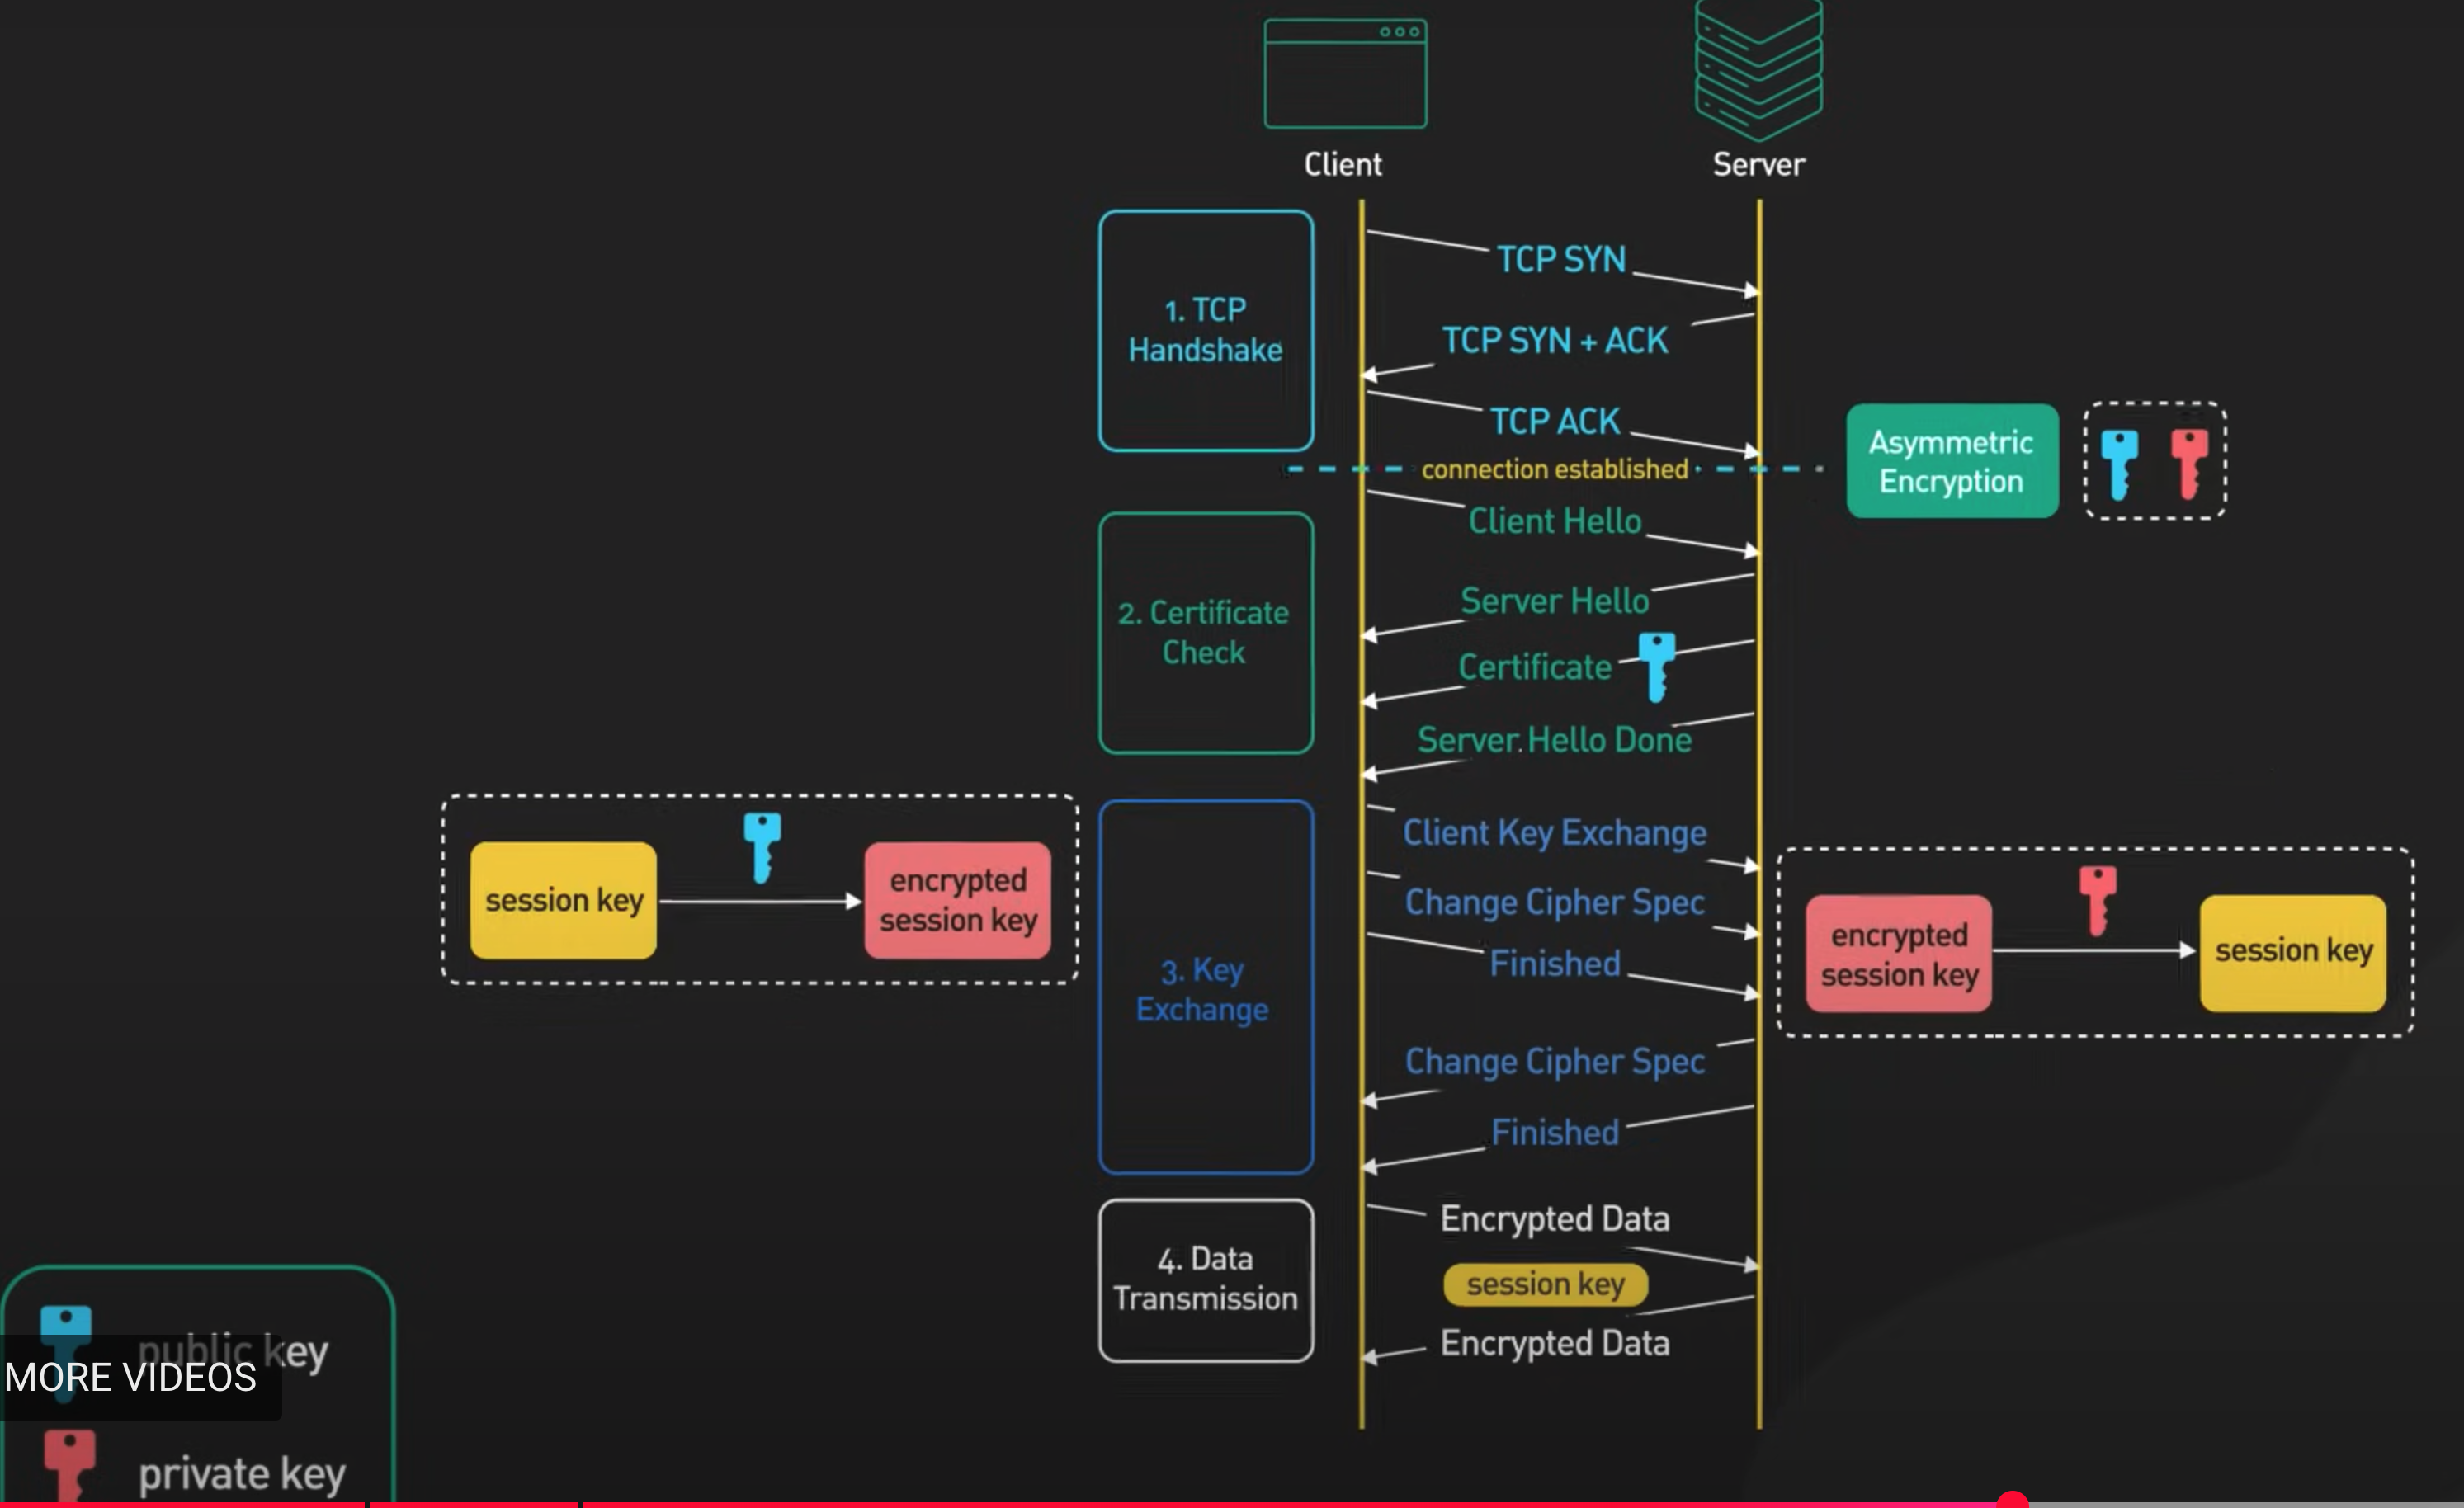 Client
Server
1. TCP
Handshake
TCP SYN
TCP SYN + ACK
TCP ACK
connection established
Asymmetric
Encryption
2. Certificate
Check
Client Hello
Server Hello
Certificate
Server Hello Done
session key
encrypted
session key
3. Key
Exchange
Client Key Exchange
Change Cipher Spec
Finished
Change Cipher Spec
Finished
encrypted
session key
session key
4. Data
Transmission
Encrypted Data
session key
Encrypted Data
public key
MORE VIDEOS
private key